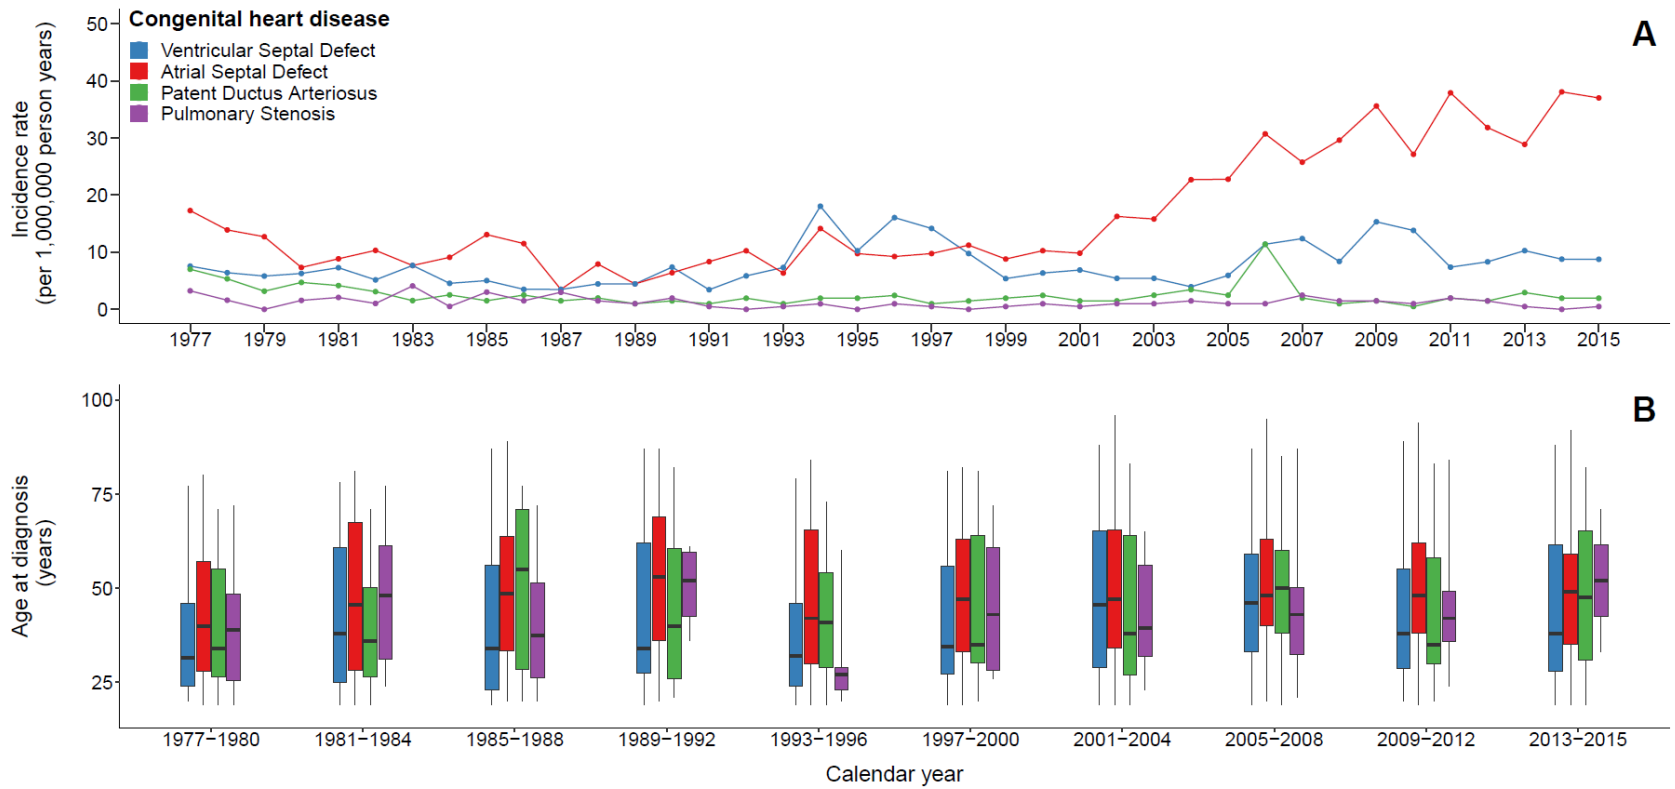 Congenital heart disease
Ventricular Septal Defect
Atrial Septal Defect
Patent Ductus Arteriosus
Pulmonary Stenosis
A
Incidence rate
(per 1,000,000 person years)
50
40
30
20
10
0
1977 1979 1981 1983 1985 1987 1989 1991 1993 1995 1997 1999 2001 2003 2005 2007 2009 2011 2013 2015
B
Age at diagnosis
(years)
100
75
50
25
1977−1980 1981−1984 1985−1988 1989−1992 1993−1996 1997−2000 2001−2004 2005−2008 2009−2012 2013−2015
Calendar year